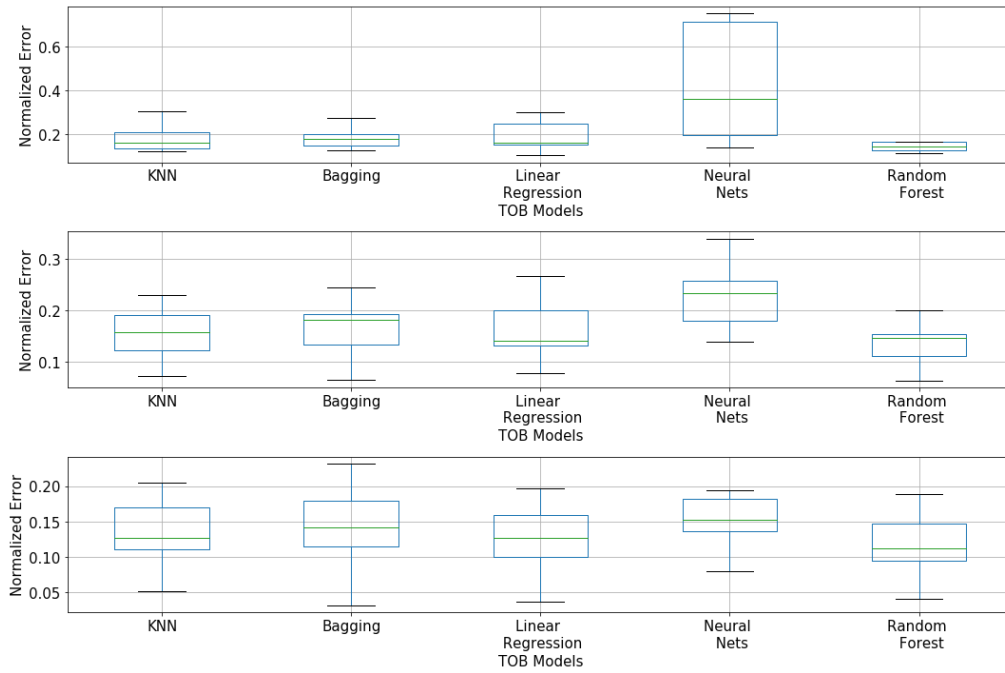 Normalized Error
0.6
0.4
0.2
KNN
Bagging
Linear
Regression
Neural
Nets
Random
Forest
TOB Models
Normalized Error
0.3
0.2
0.1
KNN
Bagging
Linear
Regression
Neural
Nets
Random
Forest
TOB Models
Normalized Error
0.20
0.15
0.10
0.05
KNN
Bagging
Linear
Regression
Neural
Nets
Random
Forest
TOB Models